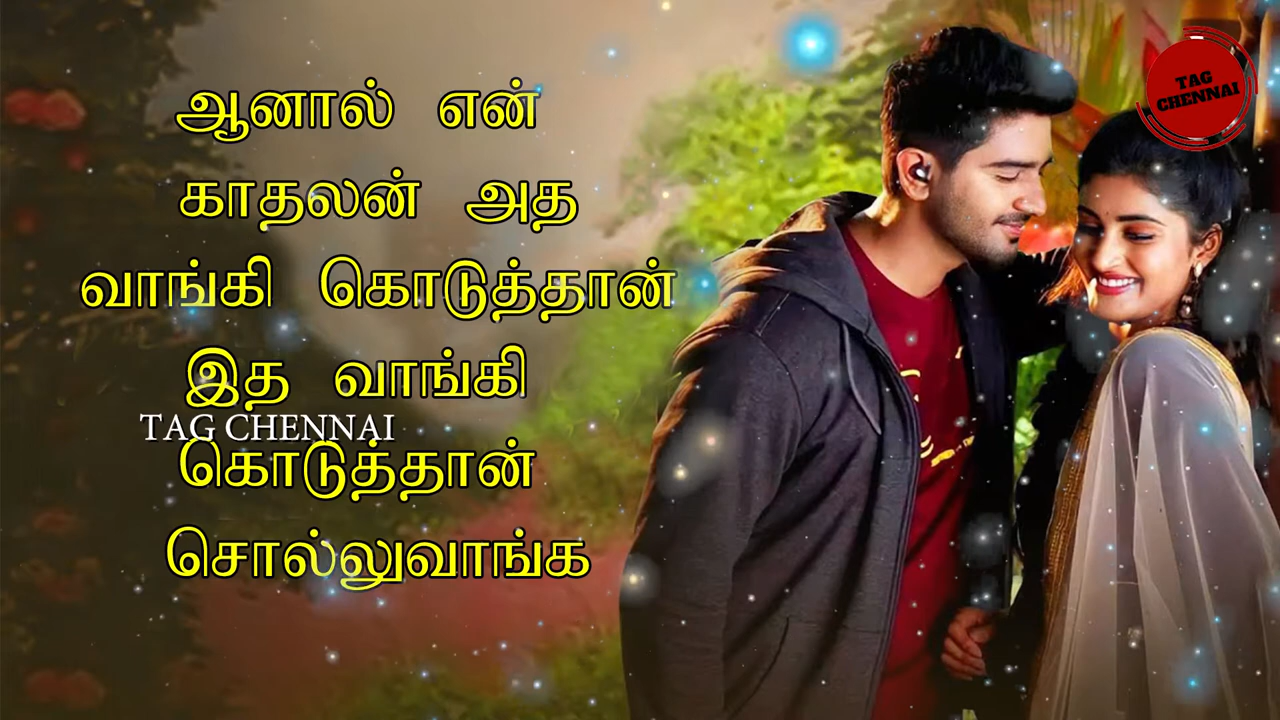 ஆனால் என்
காதலன் அத
வாங்கி கொடுத்தான்
இத வாங்கி
TAG CHENNAI
கொடுத்தான்
சொல்லுவாங்க
TAG
CHENNAI